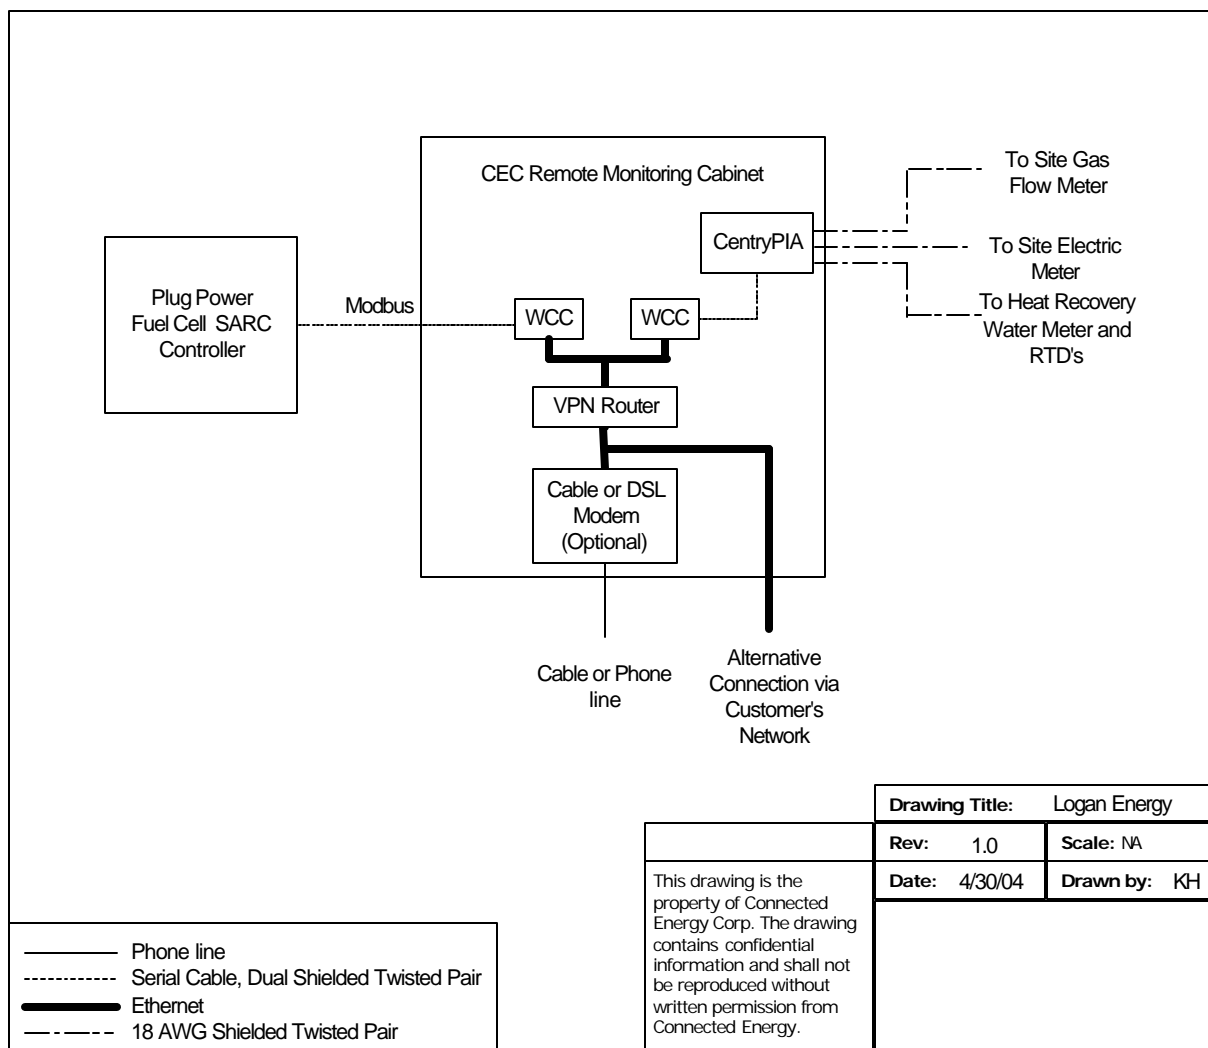 CEC Remote Monitoring Cabinet
To Site Gas
Flow Meter
CentryPIA
To Site Electric
Meter
To Heat Recovery
Water Meter and
RTD's
Plug Power
Fuel Cell SARC
Controller
Modbus
WCC
WCC
VPN Router
Cable or DSL
Modem
(Optional)
Cable or Phone
line
Alternative
Connection via
Customer's
Network
Drawing Title: Logan Energy
Rev: 1.0
Scale: NA
Date: 4/30/04
Drawn by: KH
This drawing is the
property of Connected
Energy Corp. The drawing
contains confidential
information and shall not
be reproduced without
written permission from
Connected Energy.
Phone line
Serial Cable, Dual Shielded Twisted Pair
Ethernet
18 AWG Shielded Twisted Pair